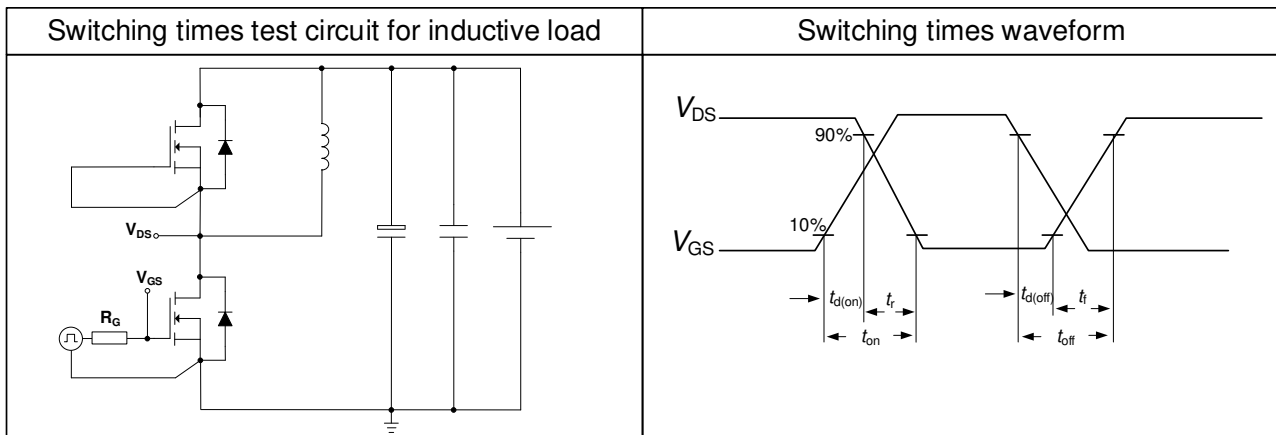 Switching times test circuit for inductive load
Switching times waveform
VDS
VGS
RG
VDS
90%
10%
VGS
td(on)
tr
ton
td(off)
tf
toff